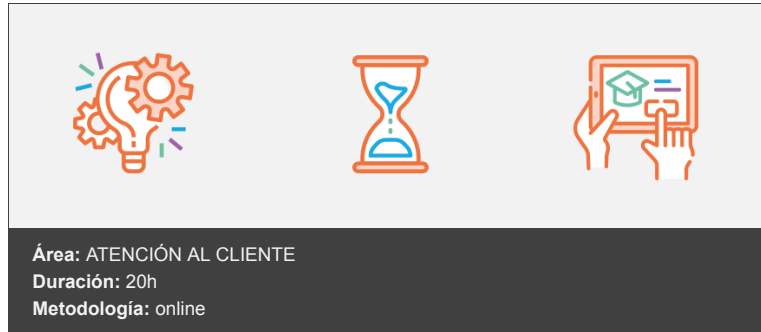 Área: ATENCIÓN AL CLIENTE
Duración: 20h
Metodología: online